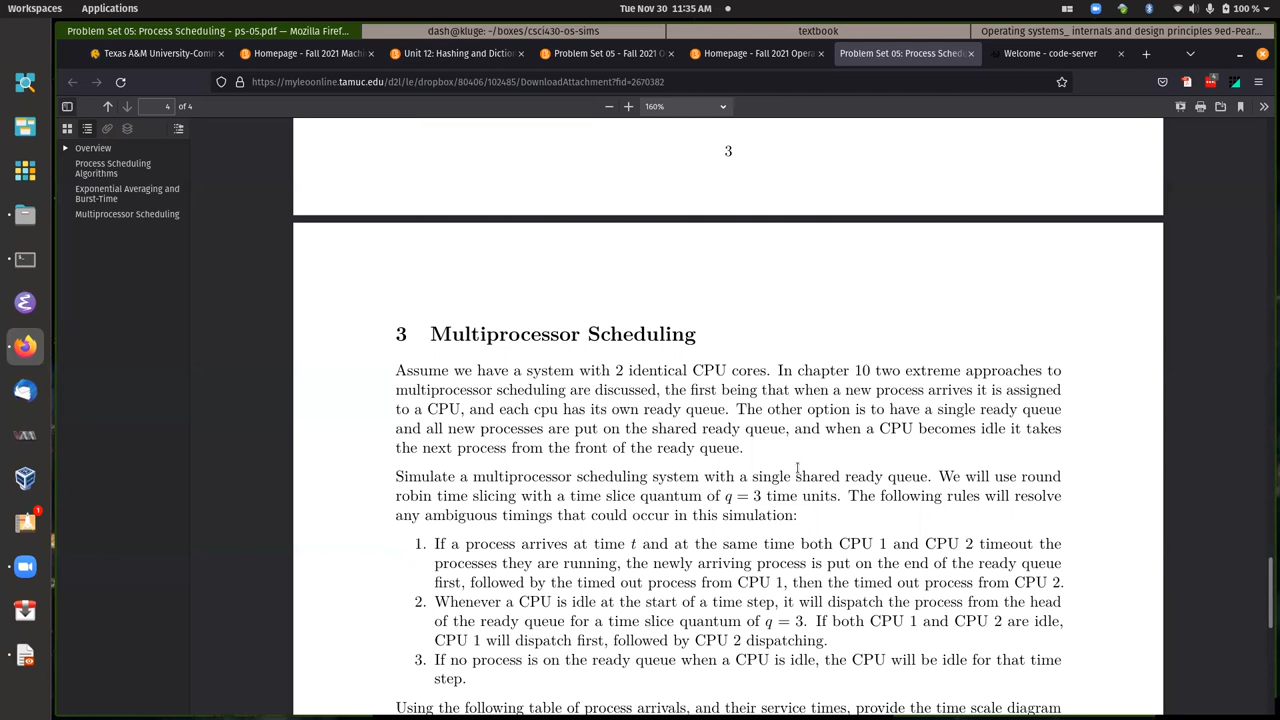 Workspaces Applications Tue Nov 30 11:35 AM 100 %
Problem Set 05: Process Scheduling - ps-05.pdf — Mozilla Firef... dash@kluge: ~/boxes/csci430-os-sims textbook Operating systems_ internals and design principles 9ed-Pear...
Texas A&M University-Comm Homepage - Fall 2021 Machi Unit 12: Hashing and Diction Problem Set 05 - Fall 2021 O Homepage - Fall 2021 Opera Problem Set 05: Process Schedu Welcome - code-server
https://myleoonline.tamuc.edu/d2l/le/dropbox/80406/102485/DownloadAttachment?fid=2670382
4 of 4 160%
Overview
Process Scheduling
Algorithms
Exponential Averaging and
Burst-Time
Multiprocessor Scheduling
3
3 Multiprocessor Scheduling
Assume we have a system with 2 identical CPU cores. In chapter 10 two extreme approaches to
multiprocessor scheduling are discussed, the first being that when a new process arrives it is assigned
to a CPU, and each cpu has its own ready queue. The other option is to have a single ready queue
and all new processes are put on the shared ready queue, and when a CPU becomes idle it takes
the next process from the front of the ready queue.
Simulate a multiprocessor scheduling system with a single shared ready queue. We will use round
robin time slicing with a time slice quantum of q = 3 time units. The following rules will resolve
any ambiguous timings that could occur in this simulation:
1. If a process arrives at time t and at the same time both CPU 1 and CPU 2 timeout the
processes they are running, the newly arriving process is put on the end of the ready queue
first, followed by the timed out process from CPU 1, then the timed out process from CPU 2.
2. Whenever a CPU is idle at the start of a time step, it will dispatch the process from the head
of the ready queue for a time slice quantum of q = 3. If both CPU 1 and CPU 2 are idle,
CPU 1 will dispatch first, followed by CPU 2 dispatching.
3. If no process is on the ready queue when a CPU is idle, the CPU will be idle for that time
step.
Using the following table of process arrivals, and their service times, provide the time scale diagram